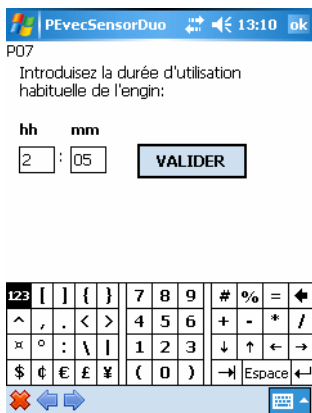 PEvecSensorDuo 13:10 ok
P07
Introduisez la durée d'utilisation
habituelle de l'engin:
hh mm
2 : 05 VALIDER
123 [ ] { } 7 8 9 # % = ←
^ , . < > 4 5 6 + - * /
¤ ° : \ | 1 2 3 ↓ ↑ ← →
$ ¢ € £ ¥ ( 0 ) →| Espace ↵